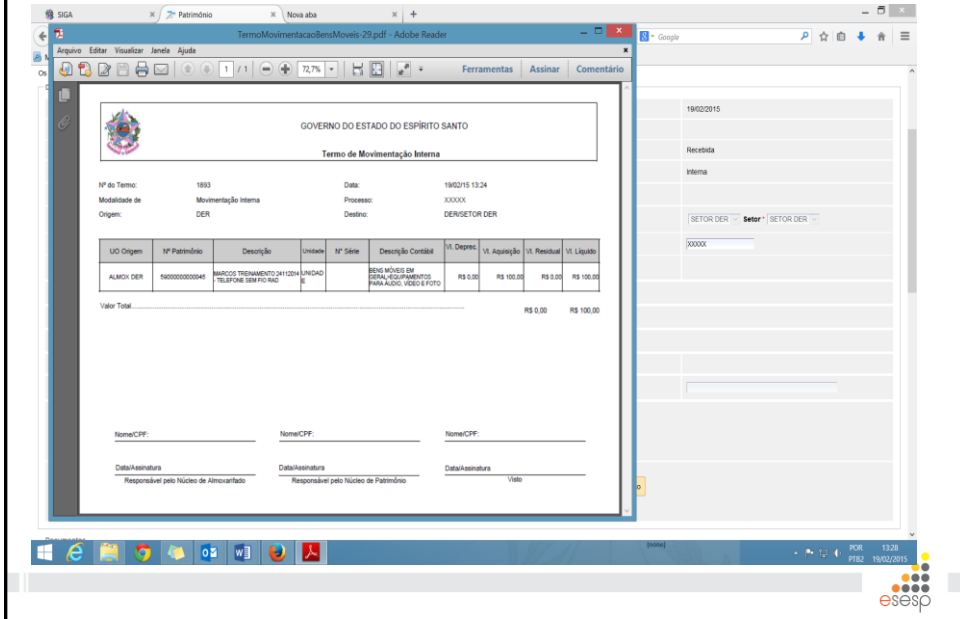 SIGA
Patrimônio
Nova aba
TermoMovimentacaoBensMoveis-29.pdf - Adobe Reader
Google
Arquivo Editar Visualizar Janela Ajuda
1 / 1
72,7%
Ferramentas Assinar Comentário
GOVERNO DO ESTADO DO ESPÍRITO SANTO
Termo de Movimentação Interna
Nº do Termo: 1893 Data: 19/02/15 13:24
Modalidade de Movimentação Interna Processo: XXXXX
Origem: DER Destino: DER/SETOR DER
UO Origem Nº Patrimônio Descrição Unidade Nº Série Descrição Contábil Vl. Deprec. Vl. Aquisição Vl. Residual Vl. Líquido
ALMOX DER 59000000000045 MARCOS TREINAMENTO 24112014 - TELEFONE SEM FIO RAD UNIDADE BENS MÓVEIS EM GERAL>EQUIPAMENTOS PARA ÁUDIO, VÍDEO E FOTO R$ 0,00 R$ 100,00 R$ 0,00 R$ 100,00
Valor Total R$ 0,00 R$ 100,00
Nome/CPF: Nome/CPF: Nome/CPF:
Data/Assinatura Data/Assinatura Data/Assinatura
Responsável pelo Núcleo de Almoxarifado Responsável pelo Núcleo de Patrimônio Visto
19/02/2015
Recebida
Interna
SETOR DER Setor * SETOR DER
XXXXX
Documentos
[none]
POR 13:28
PTB2 19/02/2015
esesp